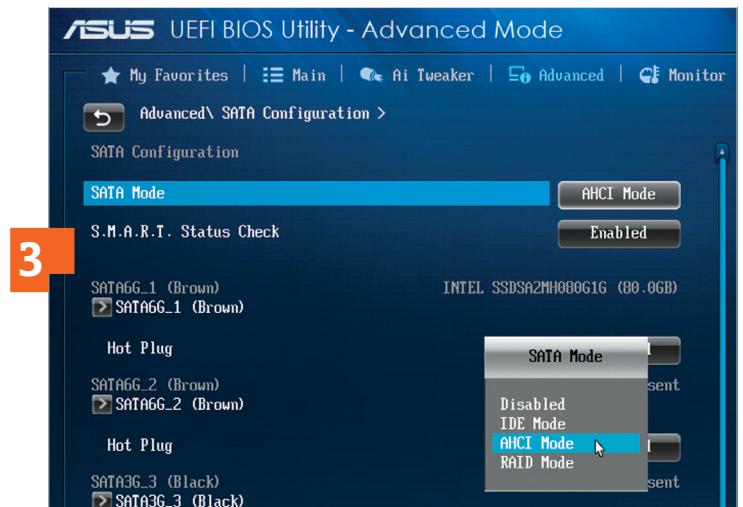 ASUS UEFI BIOS Utility - Advanced Mode
My Favorites | Main | Ai Tweaker | Advanced | Monitor
Advanced\ SATA Configuration >
SATA Configuration
SATA Mode AHCI Mode
S.M.A.R.T. Status Check Enabled
3
SATA6G_1 (Brown) INTEL SSDSA2MH080G1G (80.0GB)
> SATA6G_1 (Brown)
Hot Plug
SATA6G_2 (Brown)
> SATA6G_2 (Brown)
Hot Plug
SATA3G_3 (Black)
> SATA3G_3 (Black)
SATA Mode
Disabled
IDE Mode
AHCI Mode
RAID Mode